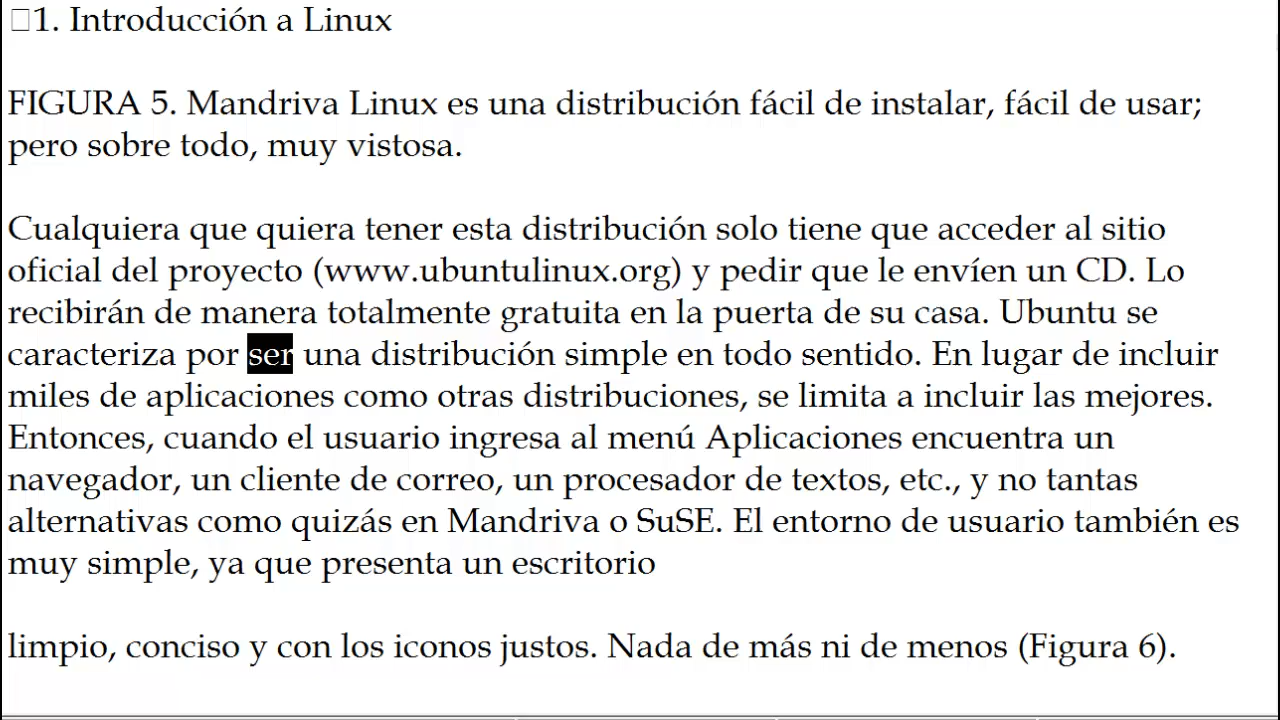 1. Introducción a Linux
FIGURA 5. Mandriva Linux es una distribución fácil de instalar, fácil de usar;
pero sobre todo, muy vistosa.
Cualquiera que quiera tener esta distribución solo tiene que acceder al sitio
oficial del proyecto (www.ubuntulinux.org) y pedir que le envíen un CD. Lo
recibirán de manera totalmente gratuita en la puerta de su casa. Ubuntu se
caracteriza por ser una distribución simple en todo sentido. En lugar de incluir
miles de aplicaciones como otras distribuciones, se limita a incluir las mejores.
Entonces, cuando el usuario ingresa al menú Aplicaciones encuentra un
navegador, un cliente de correo, un procesador de textos, etc., y no tantas
alternativas como quizás en Mandriva o SuSE. El entorno de usuario también es
muy simple, ya que presenta un escritorio
limpio, conciso y con los iconos justos. Nada de más ni de menos (Figura 6).